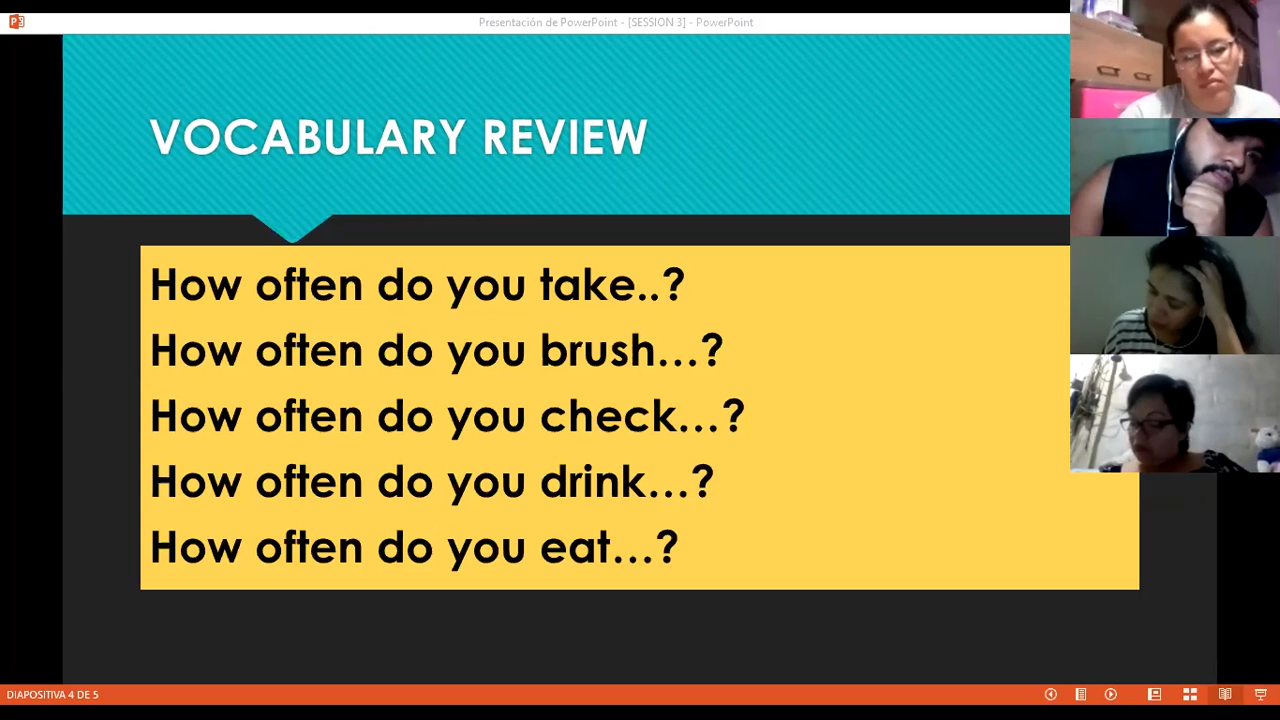 Presentación de PowerPoint - [SESSION 3] - PowerPoint
VOCABULARY REVIEW
How often do you take..?
How often do you brush...?
How often do you check...?
How often do you drink...?
How often do you eat...?
DIAPOSITIVA 4 DE 5